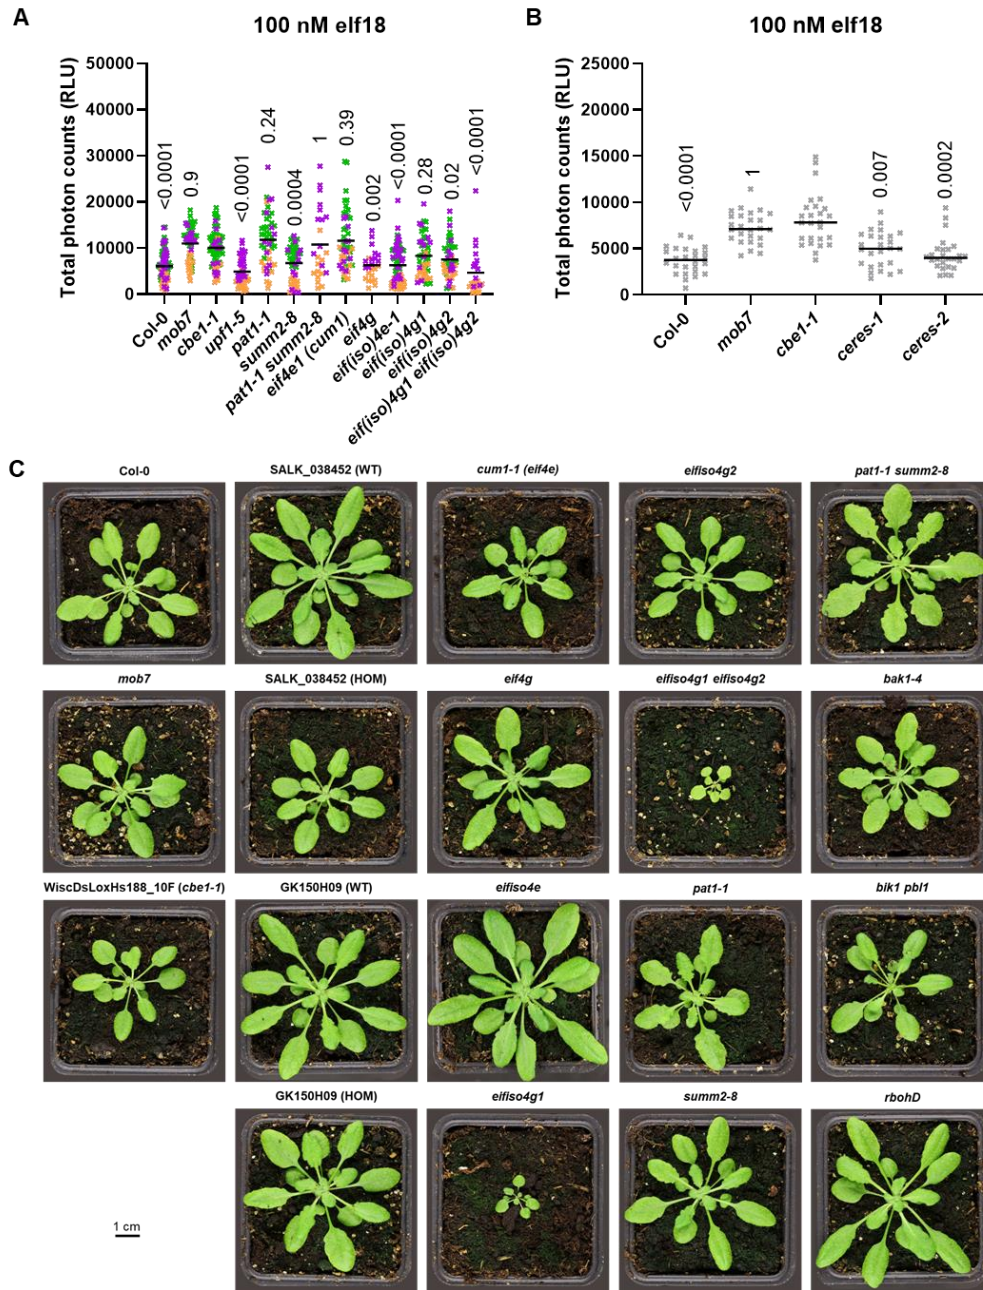 A
100 nM elf18
Total photon counts (RLU)
50000
40000
30000
20000
10000
0
<0.0001
0.9
<0.0001
0.24
0.0004
1
0.39
0.002
<0.0001
0.28
0.02
<0.0001
Col-0
mob7
cbe1-1
upf1-5
pat1-1
summ2-8
pat1-1 summ2-8
eif4e1 (cum1)
eif4g
eif(iso)4e-1
eif(iso)4g1
eif(iso)4g2
eif(iso)4g1 eif(iso)4g2
B
100 nM elf18
Total photon counts (RLU)
25000
20000
15000
10000
5000
0
<0.0001
1
0.007
0.0002
Col-0
mob7
cbe1-1
ceres-1
ceres-2
C
Col-0
SALK_038452 (WT)
cum1-1 (eif4e)
eifiso4g2
pat1-1 summ2-8
mob7
SALK_038452 (HOM)
eif4g
eifiso4g1 eifiso4g2
bak1-4
WiscDsLoxHs188_10F (cbe1-1)
GK150H09 (WT)
eifiso4e
pat1-1
bik1 pbl1
GK150H09 (HOM)
eifiso4g1
summ2-8
rbohD
1 cm